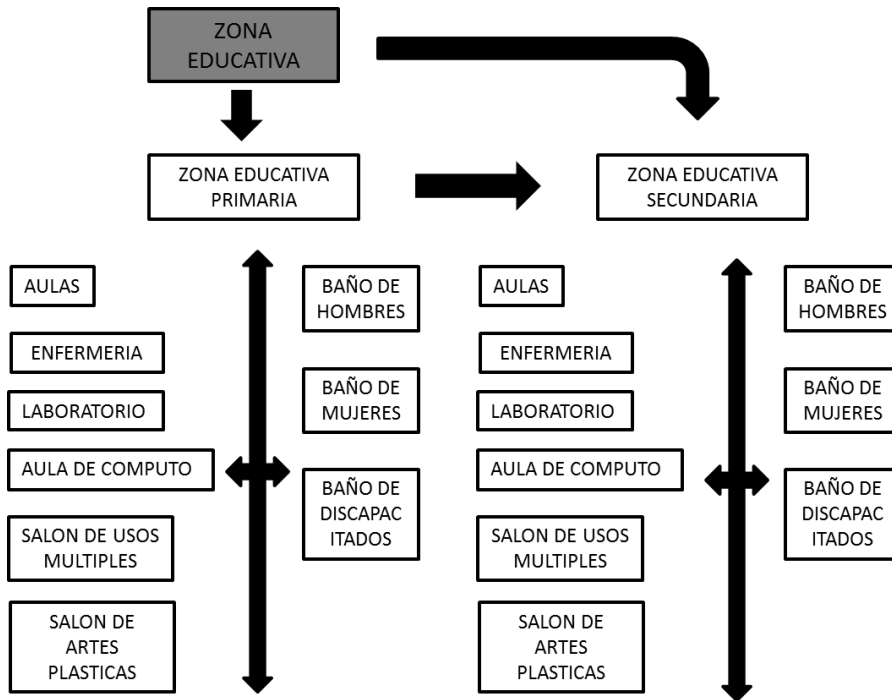 ZONA
EDUCATIVA
ZONA EDUCATIVA
PRIMARIA
ZONA EDUCATIVA
SECUNDARIA
AULAS
ENFERMERIA
LABORATORIO
AULA DE COMPUTO
SALON DE USOS
MULTIPLES
SALON DE
ARTES
PLASTICAS
BAÑO DE
HOMBRES
BAÑO DE
MUJERES
BAÑO DE
DISCAPAC
ITADOS
AULAS
ENFERMERIA
LABORATORIO
AULA DE COMPUTO
SALON DE USOS
MULTIPLES
SALON DE
ARTES
PLASTICAS
BAÑO DE
HOMBRES
BAÑO DE
MUJERES
BAÑO DE
DISCAPAC
ITADOS